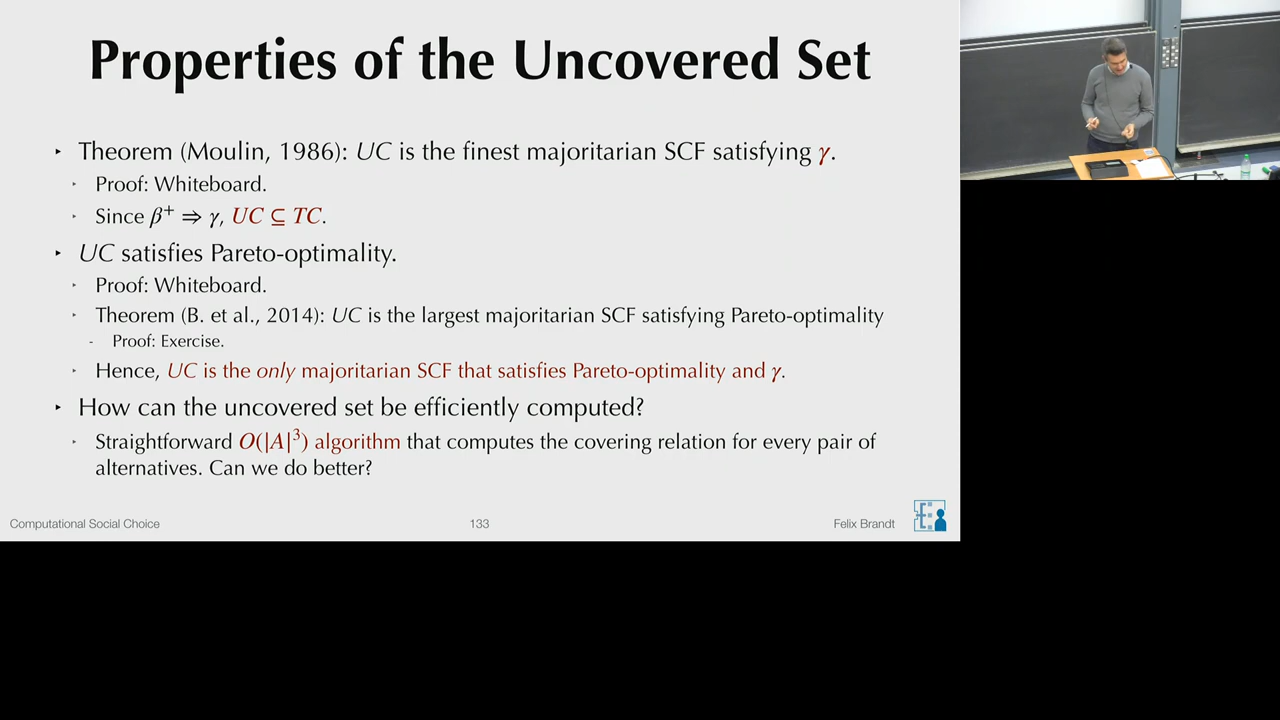 Properties of the Uncovered Set
‣ Theorem (Moulin, 1986): UC is the finest majoritarian SCF satisfying γ.
‣ Proof: Whiteboard.
‣ Since β⁺ ⇒ γ, UC ⊆ TC.
‣ UC satisfies Pareto-optimality.
‣ Proof: Whiteboard.
‣ Theorem (B. et al., 2014): UC is the largest majoritarian SCF satisfying Pareto-optimality
- Proof: Exercise.
‣ Hence, UC is the only majoritarian SCF that satisfies Pareto-optimality and γ.
‣ How can the uncovered set be efficiently computed?
‣ Straightforward O(|A|³) algorithm that computes the covering relation for every pair of
alternatives. Can we do better?
Computational Social Choice
133
Felix Brandt